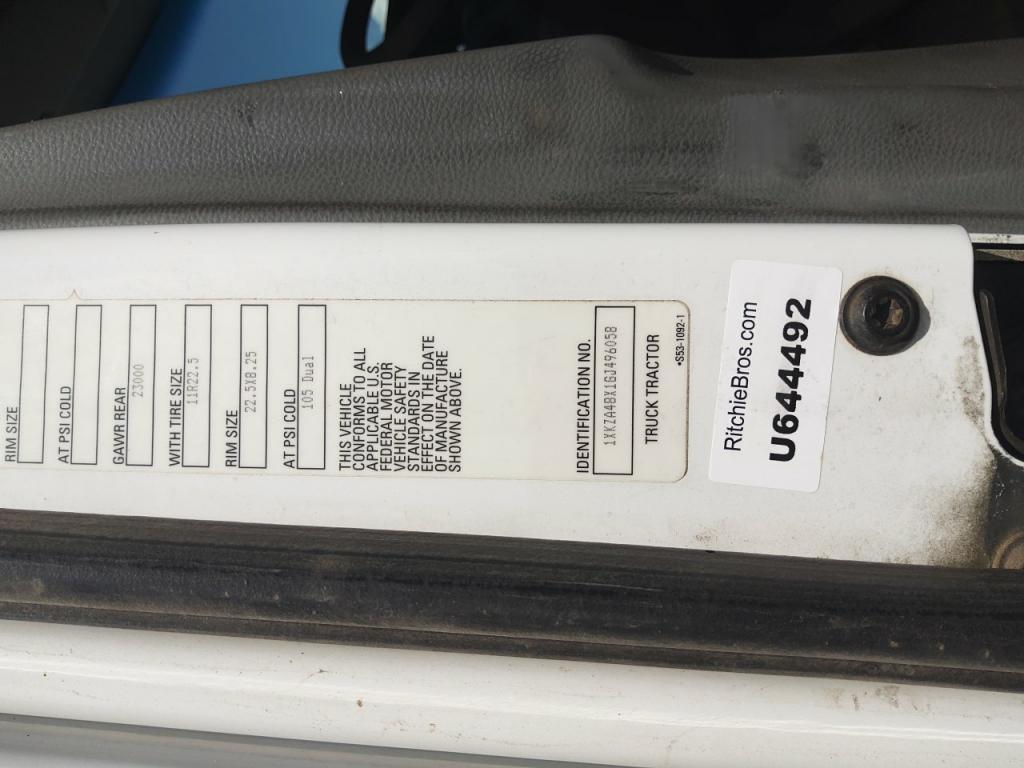 RIM SIZE
AT PSI COLD
GAWR REAR
23000
WITH TIRE SIZE
11R22.5
RIM SIZE
22.5X8.25
AT PSI COLD
105 Dual
THIS VEHICLE
CONFORMS TO ALL
APPLICABLE U.S.
FEDERAL MOTOR
VEHICLE SAFETY
STANDARDS IN
EFFECT ON THE DATE
OF MANUFACTURE
SHOWN ABOVE.
IDENTIFICATION NO.
1XKZA48X1GJ496058
TRUCK TRACTOR
•S53-1092-1
RitchieBros.com
U644492